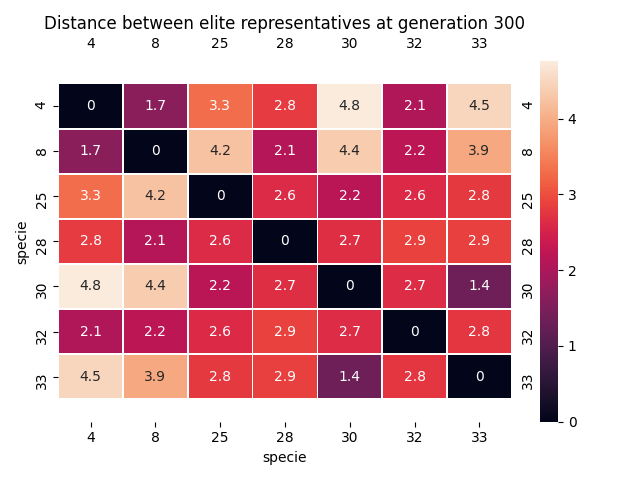 Distance between elite representatives at generation 300
4 8 25 28 30 32 33
4 0 1.7 3.3 2.8 4.8 2.1 4.5 4
8 1.7 0 4.2 2.1 4.4 2.2 3.9 8
25 3.3 4.2 0 2.6 2.2 2.6 2.8 25
28 2.8 2.1 2.6 0 2.7 2.9 2.9 28
30 4.8 4.4 2.2 2.7 0 2.7 1.4 30
32 2.1 2.2 2.6 2.9 2.7 0 2.8 32
33 4.5 3.9 2.8 2.9 1.4 2.8 0 33
4 8 25 28 30 32 33
specie
specie
4
3
2
1
0